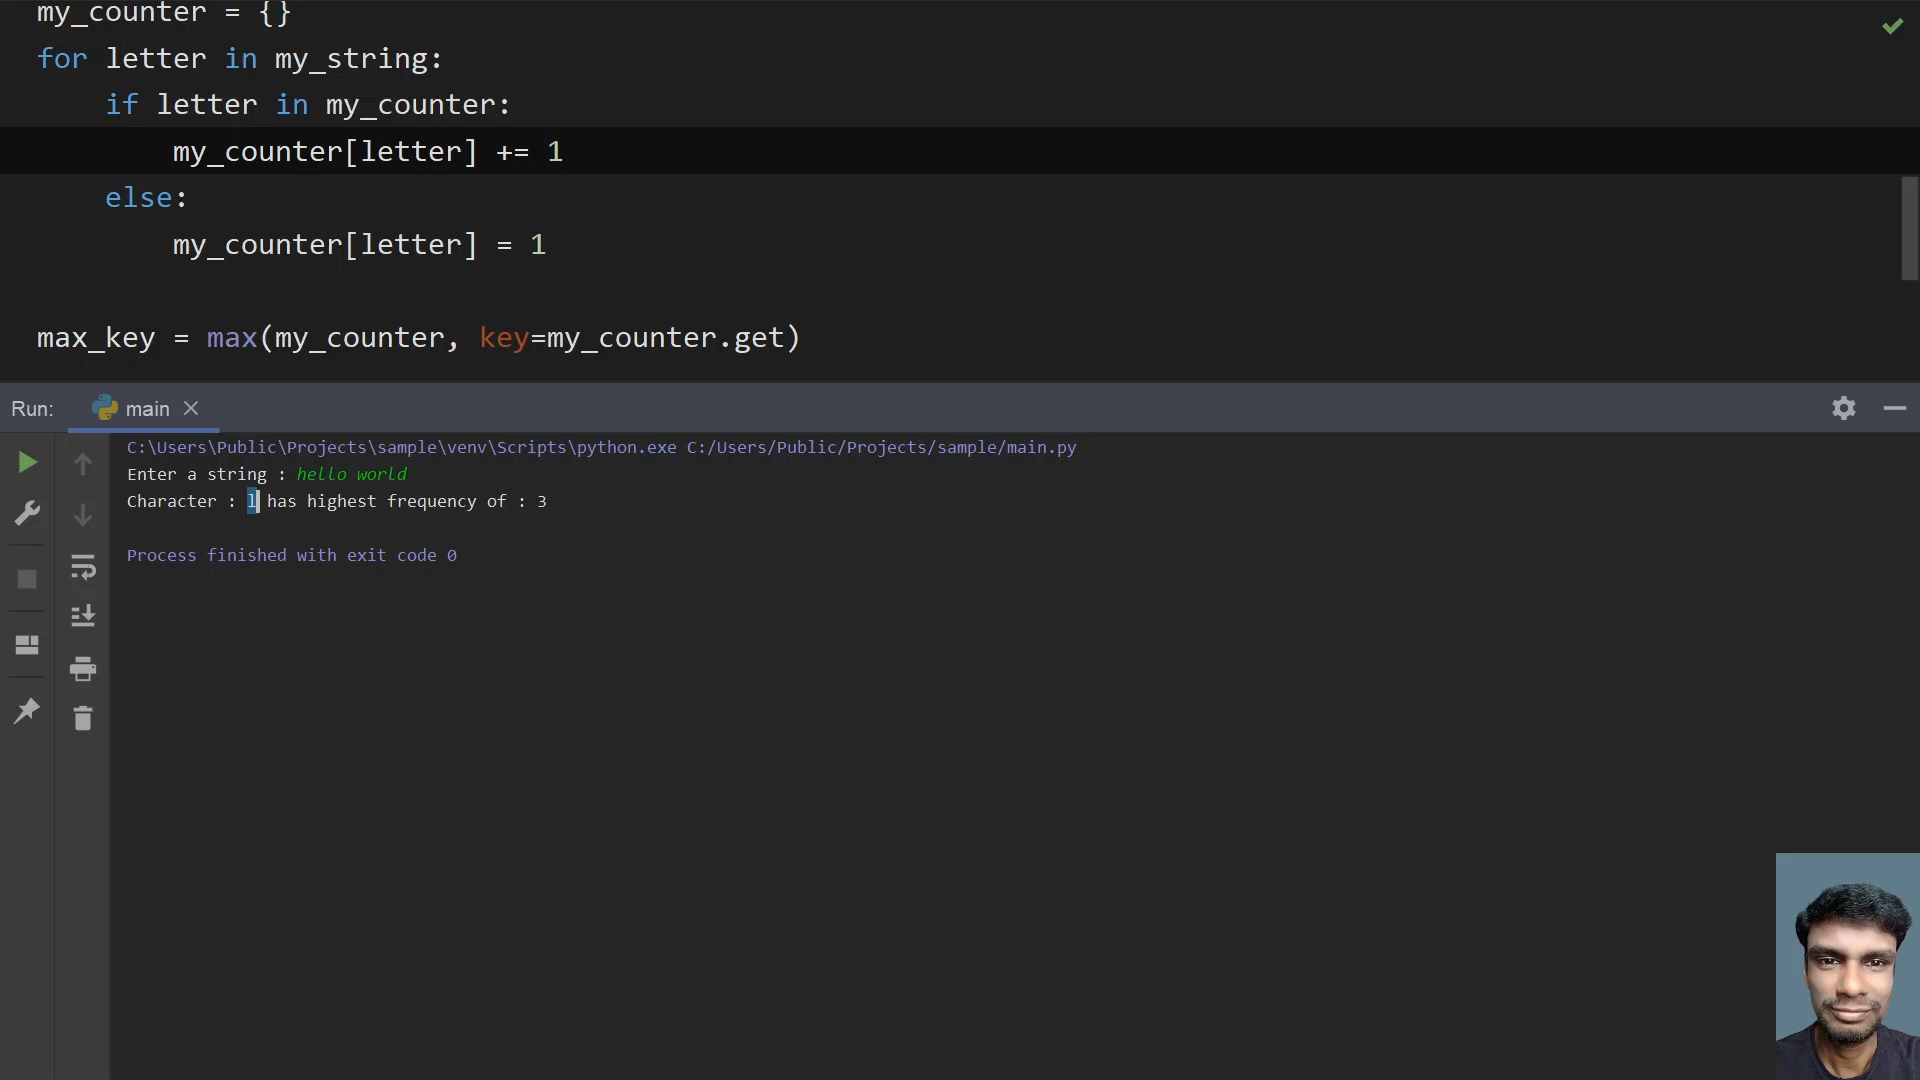 my_counter = {}
for letter in my_string:
    if letter in my_counter:
        my_counter[letter] += 1
    else:
        my_counter[letter] = 1
max_key = max(my_counter, key=my_counter.get)
Run: main
C:\Users\Public\Projects\sample\venv\Scripts\python.exe C:/Users/Public/Projects/sample/main.py
Enter a string : hello world
Character : l has highest frequency of : 3
Process finished with exit code 0